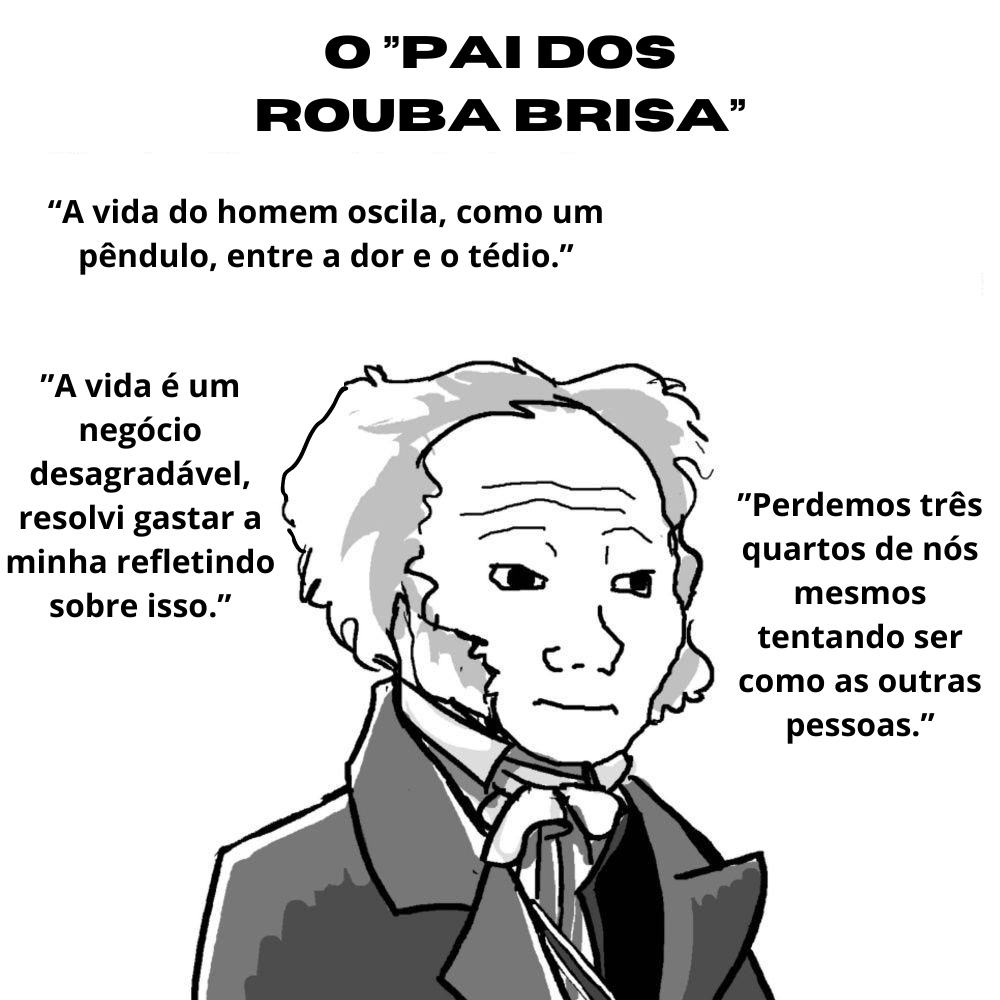 O ”PAI DOS
ROUBA BRISA”
“A vida do homem oscila, como um
pêndulo, entre a dor e o tédio.”
”A vida é um
negócio
desagradável,
resolvi gastar a
minha refletindo
sobre isso.”
”Perdemos três
quartos de nós
mesmos
tentando ser
como as outras
pessoas.”